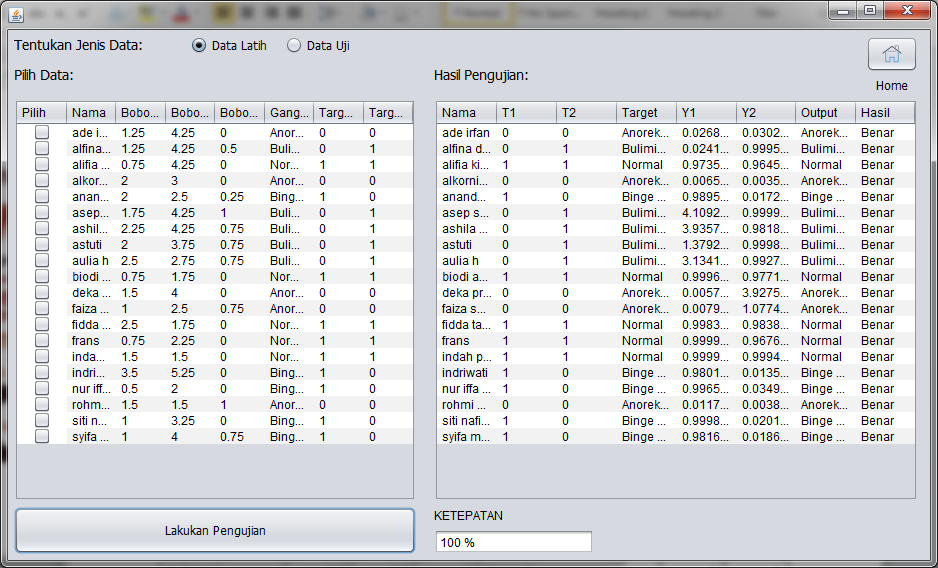 Tentukan Jenis Data: Data Latih Data Uji
Home
Pilih Data: Hasil Pengujian:
Pilih Nama Bobo... Bobo... Bobo... Gang... Targ... Targ...
ade i... 1.25 4.25 0 Anor... 0 0
alfina... 1.25 4.25 0.5 Buli... 0 1
alifia ... 0.75 4.25 0 Nor... 1 1
alkor... 2 3 0 Anor... 0 0
anan... 2 2.5 0.25 Bing... 1 0
asep... 1.75 4.25 1 Buli... 0 1
ashil... 2.25 4.25 0.75 Buli... 0 1
astuti 2 3.75 0.75 Buli... 0 1
aulia h 2.5 2.75 0.75 Buli... 0 1
biodi ... 0.75 1.75 0 Nor... 1 1
deka ... 1.5 4 0 Anor... 0 0
faiza ... 1 2.5 0.75 Anor... 0 0
fidda ... 2.5 1.75 0 Nor... 1 1
frans 0.75 2.25 0 Nor... 1 1
inda... 1.5 1.5 0 Nor... 1 1
indri... 3.5 5.25 0 Bing... 1 0
nur iff... 0.5 2 0 Bing... 1 0
rohm... 1.5 1.5 1 Anor... 0 0
siti n... 1 3.25 0 Bing... 1 0
syifa ... 1 4 0.75 Bing... 1 0
Nama T1 T2 Target Y1 Y2 Output Hasil
ade irfan 0 0 Anorek... 0.0268... 0.0302... Anorek... Benar
alfina d... 0 1 Bulimi... 0.0241... 0.9995... Bulimi... Benar
alifia ki... 1 1 Normal 0.9735... 0.9645... Normal Benar
alkorni... 0 0 Anorek... 0.0065... 0.0035... Anorek... Benar
anand... 1 0 Binge ... 0.9895... 0.0172... Binge ... Benar
asep s... 0 1 Bulimi... 4.1092... 0.9999... Bulimi... Benar
ashila ... 0 1 Bulimi... 3.9357... 0.9818... Bulimi... Benar
astuti 0 1 Bulimi... 1.3792... 0.9998... Bulimi... Benar
aulia h 0 1 Bulimi... 3.1341... 0.9927... Bulimi... Benar
biodi a... 1 1 Normal 0.9996... 0.9771... Normal Benar
deka pr... 0 0 Anorek... 0.0057... 3.9275... Anorek... Benar
faiza s... 0 0 Anorek... 0.0079... 1.0774... Anorek... Benar
fidda ta... 1 1 Normal 0.9983... 0.9838... Normal Benar
frans 1 1 Normal 0.9999... 0.9676... Normal Benar
indah p... 1 1 Normal 0.9999... 0.9994... Normal Benar
indriwati 1 0 Binge ... 0.9801... 0.0135... Binge ... Benar
nur iffa ... 1 0 Binge ... 0.9965... 0.0349... Binge ... Benar
rohmi ... 0 0 Anorek... 0.0117... 0.0038... Anorek... Benar
siti nafi... 1 0 Binge ... 0.9998... 0.0201... Binge ... Benar
syifa m... 1 0 Binge ... 0.9816... 0.0186... Binge ... Benar
Lakukan Pengujian
KETEPATAN
100 %